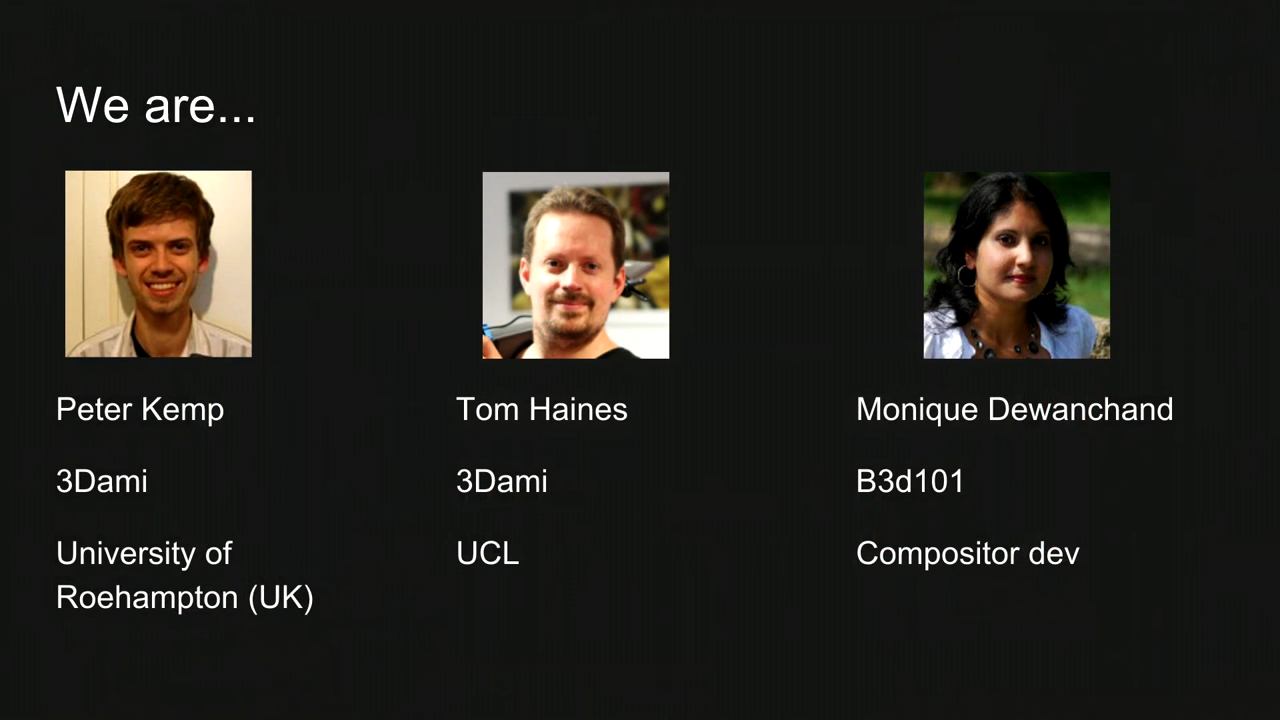 We are...
Peter Kemp
3Dami
University of
Roehampton (UK)
Tom Haines
3Dami
UCL
Monique Dewanchand
B3d101
Compositor dev